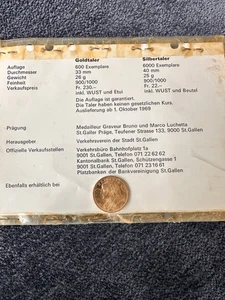 Goldtaler Silbertaler
Auflage 600 Exemplare 6000 Exemplare
Durchmesser 33 mm 40 mm
Gewicht 26 g 26 g
Feinheit 900/1000 900/1000
Verkaufspreis Fr. 230.— Fr. 22.—
inkl. WUST und Etui inkl. WUST und Beutel
Die Auflage ist garantiert.
Die Taler haben keinen gesetzlichen Kurs.
Auslieferung ab 1. Oktober 1969
Prägung Medailleur Graveur Bruno und Marco Luchetta
St.Galler Präge, Teufener Strasse 133, 9000 St.Gallen
Herausgeber Verkehrsverein der Stadt St.Gallen
Offizielle Verkaufsstellen Verkehrsbüro Bahnhofplatz 1a
9001 St.Gallen, Telefon 071 22 62 62
Kantonalbank St.Gallen, Schützengasse 1
9001 St.Gallen, Telefon 071 23 16 61
Platzbanken der Bankvereinigung St.Gallen
Ebenfalls erhältlich bei